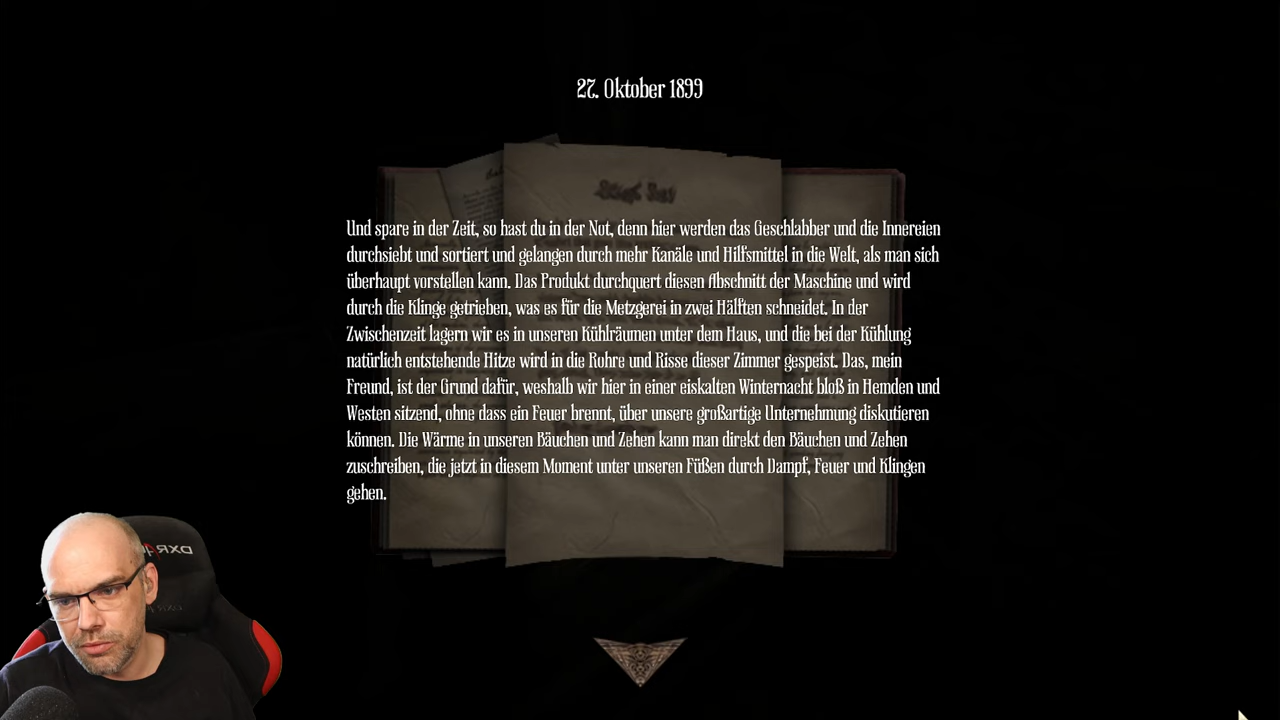 27. Oktober 1899
Und spare in der Zeit, so hast du in der Not, denn hier werden das Geschlabber und die Innereien
durchsiebt und sortiert und gelangen durch mehr Kanäle und Hilfsmittel in die Welt, als man sich
überhaupt vorstellen kann. Das Produkt durchquert diesen Abschnitt der Maschine und wird
durch die Klinge getrieben, was es für die Metzgerei in zwei Hälften schneidet. In der
Zwischenzeit lagern wir es in unseren Kühlräumen unter dem Haus, und die bei der Kühlung
natürlich entstehende Hitze wird in die Rohre und Risse dieser Zimmer gespeist. Das, mein
Freund, ist der Grund dafür, weshalb wir hier in einer eiskalten Winternacht bloß in Hemden und
Westen sitzend, ohne dass ein Feuer brennt, über unsere großartige Unternehmung diskutieren
können. Die Wärme in unseren Bäuchen und Zehen kann man direkt den Bäuchen und Zehen
zuschreiben, die jetzt in diesem Moment unter unseren Füßen durch Dampf, Feuer und Klingen
gehen.